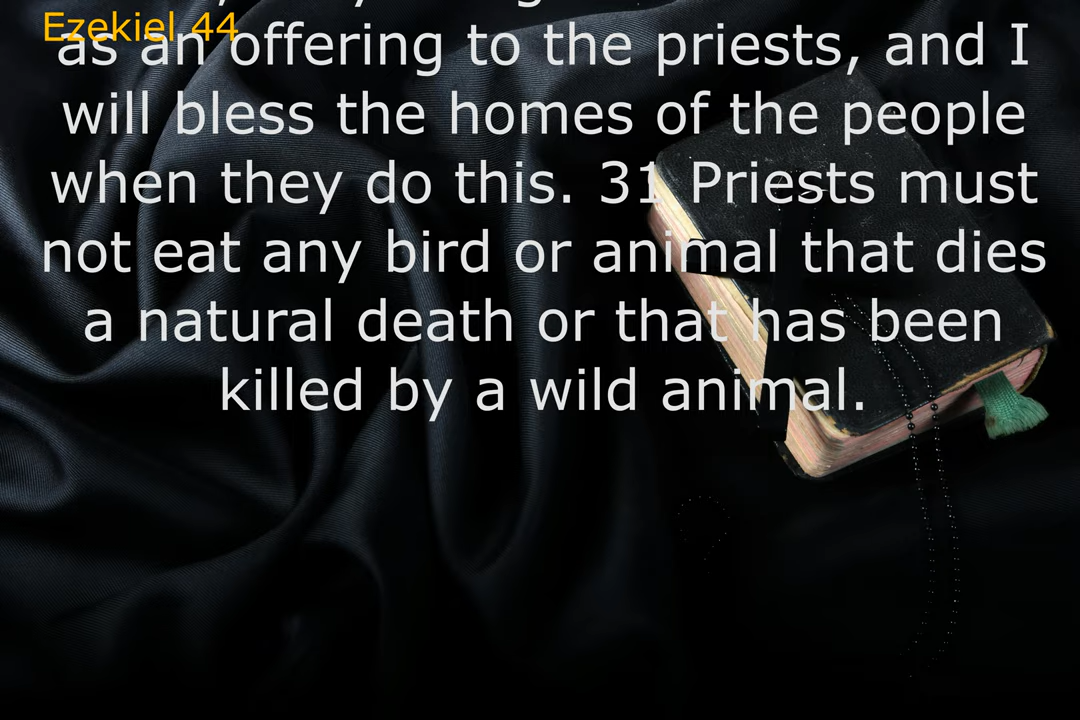 Ezekiel 44
as an offering to the priests, and I
will bless the homes of the people
when they do this. 31 Priests must
not eat any bird or animal that dies
a natural death or that has been
killed by a wild animal.